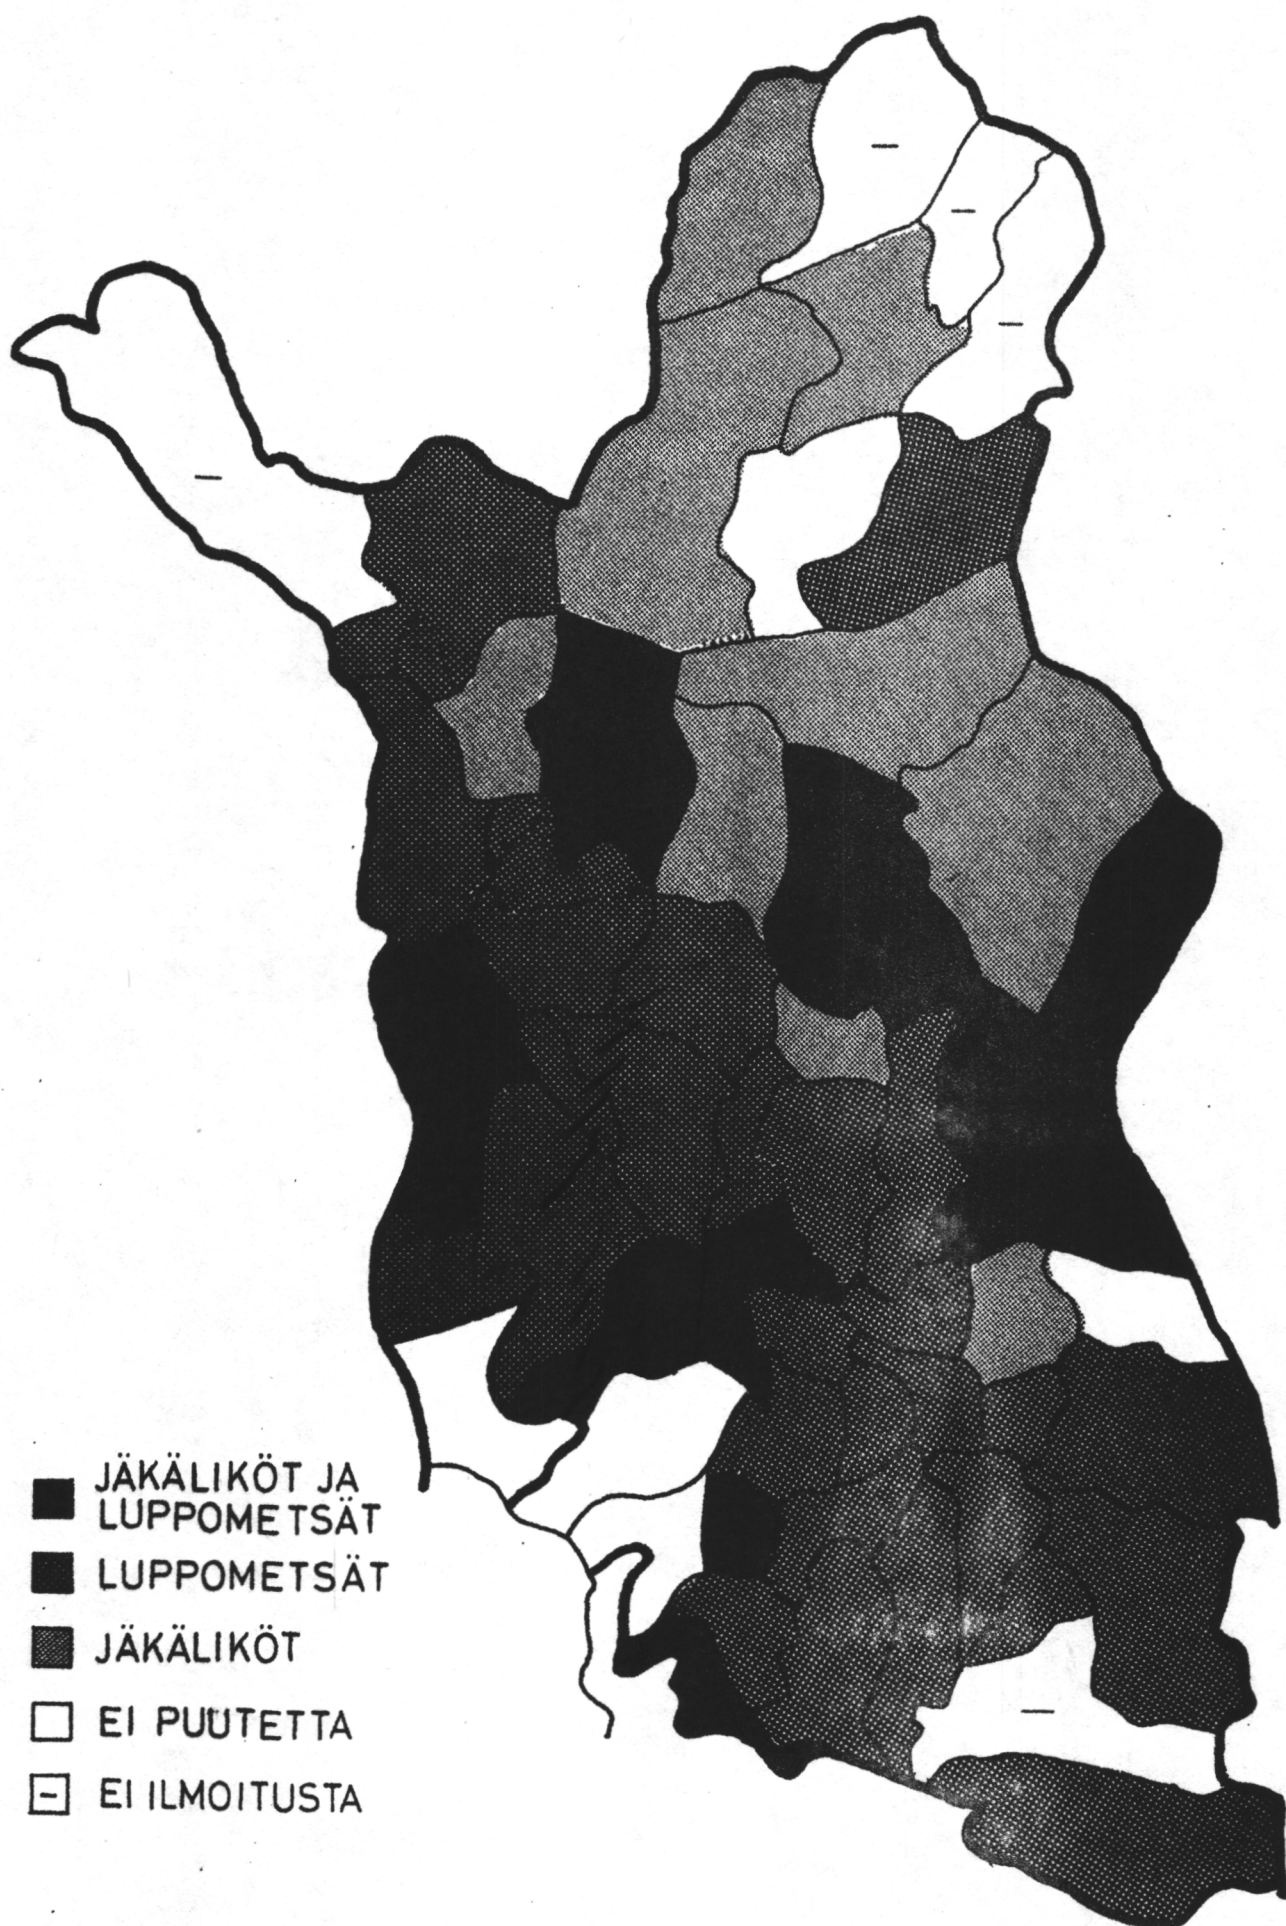 JÄKÄLIKÖT JA
LUPPOMETSÄT
LUPPOMETSÄT
JÄKÄLIKÖT
EI PUUTETTA
EI ILMOITUSTA